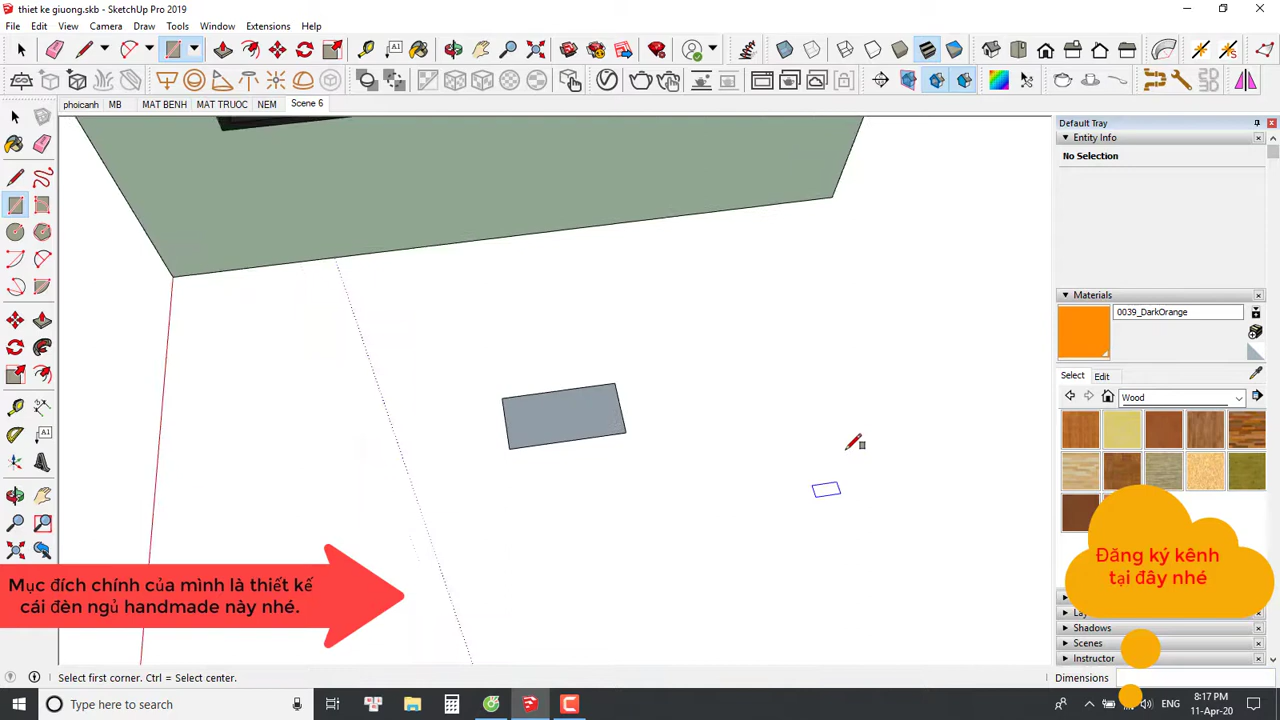 thiet ke giuong.skb - SketchUp Pro 2019
File Edit View Camera Draw Tools Window Extensions Help
phoicanh MB MAT BENH MAT TRUOC NEM Scene 6
Default Tray
Entity Info
No Selection
Materials
0039_DarkOrange
Select Edit
Wood
Mục đích chính của mình là thiết kế
cái đèn ngủ handmade này nhé.
Đăng ký kênh
tại đây nhé
Shadows
Scenes
Instructor
Select first corner. Ctrl = Select center.
Dimensions
Type here to search
ENG
8:17 PM
11-Apr-20